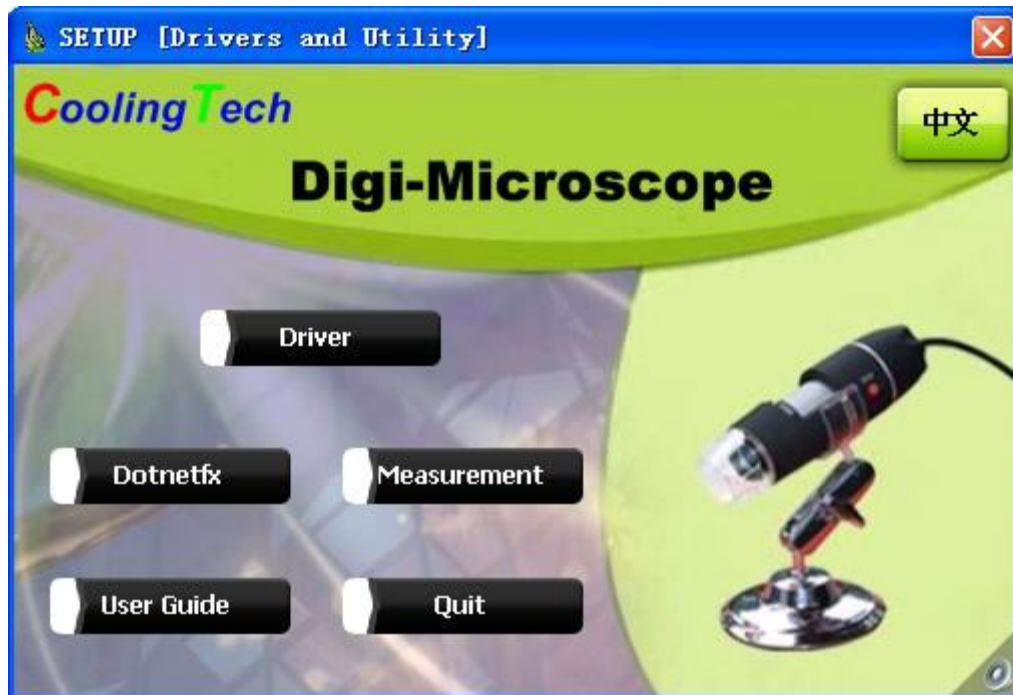 SETUP [Drivers and Utility]
CoolingTech
中文
Digi-Microscope
Driver
Dotnetfx
Measurement
User Guide
Quit